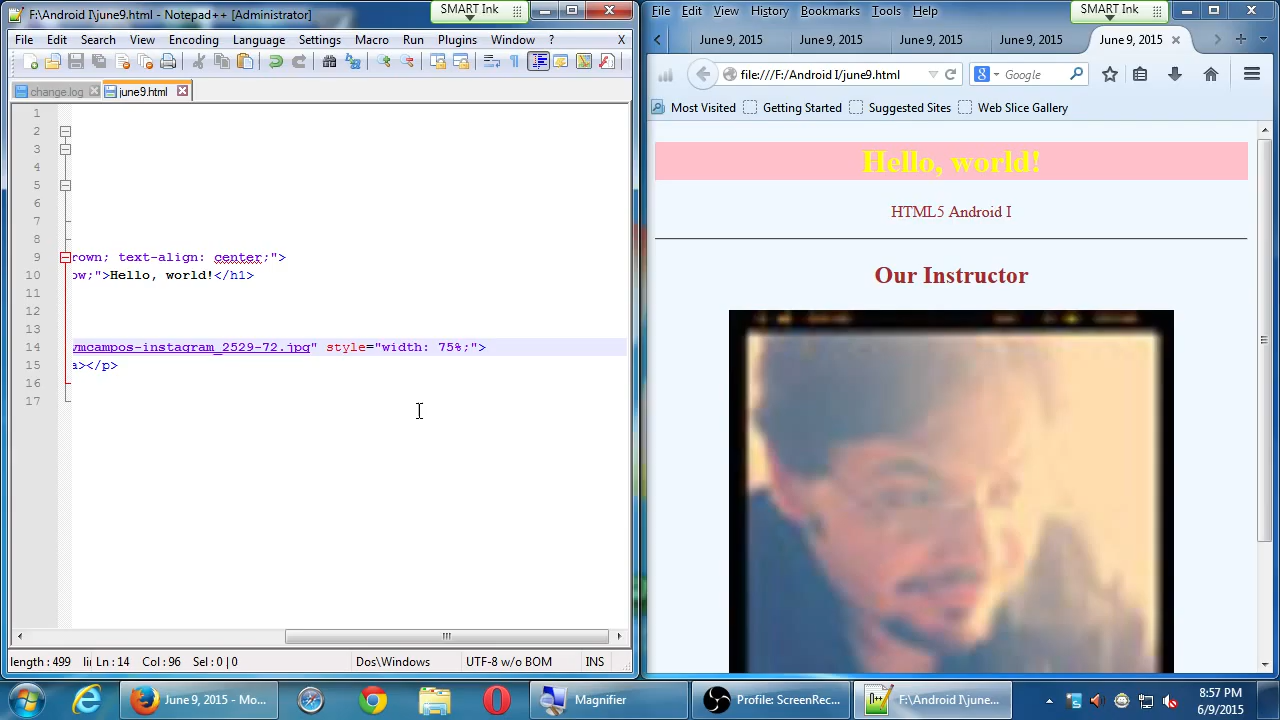 F:\Android I\june9.html - Notepad++ [Administrator]
SMART Ink
File Edit Search View Encoding Language Settings Macro Run Plugins Window ? X
change.log june9.html
1
2
3
4
5
6
7
8
9 rown; text-align: center;">
10 ow;">Hello, world!</h1>
11
12
13
14 ymcampos-instagram_2529-72.jpg" style="width: 75%;">
15 a></p>
16
17
length : 499 li Ln : 14 Col : 96 Sel : 0 | 0 Dos\Windows UTF-8 w/o BOM INS
File Edit View History Bookmarks Tools Help
SMART Ink
June 9, 2015 June 9, 2015 June 9, 2015 June 9, 2015 June 9, 2015
file:///F:/Android I/june9.html
Google
Most Visited Getting Started Suggested Sites Web Slice Gallery
Hello, world!
HTML5 Android I
Our Instructor
June 9, 2015 - Mo...
Magnifier
Profile: ScreenRec...
F:\Android I\june...
8:57 PM
6/9/2015